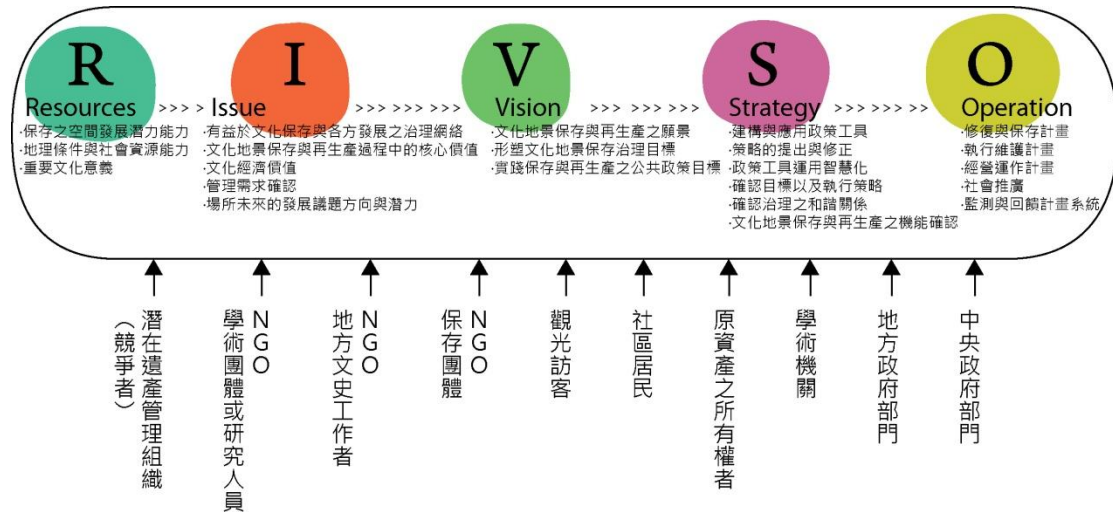 R
Resources
·保存之空間發展潛力能力
·地理條件與社會資源能力
·重要文化意義
>>> >
I
Issue
·有益於文化保存與各方發展之治理網絡
·文化地景保存與再生產過程中的核心價值
·文化經濟價值
·管理需求確認
·場所未來的發展議題方向與潛力
>>> >>> >>> >
V
Vision
·文化地景保存與再生產之願景
·形塑文化地景保存治理目標
·實踐保存與再生產之公共政策目標
>>> >>> >>> >
S
Strategy
·建構與應用政策工具
·策略的提出與修正
·政策工具運用智慧化
·確認目標以及執行策略
·確認治理之和諧關係
·文化地景保存與再生產之機能確認
>>> >>> >>
O
Operation
·修復與保存計畫
·執行維護計畫
·經營運作計畫
·社會推廣
·監測與回饋計畫系統
潛在遺產管理組織
（競爭者）
NGO
學術團體或研究人員
NGO
地方文史工作者
NGO
保存團體
觀光訪客
社區居民
原資產之所有權者
學術機關
地方政府部門
中央政府部門